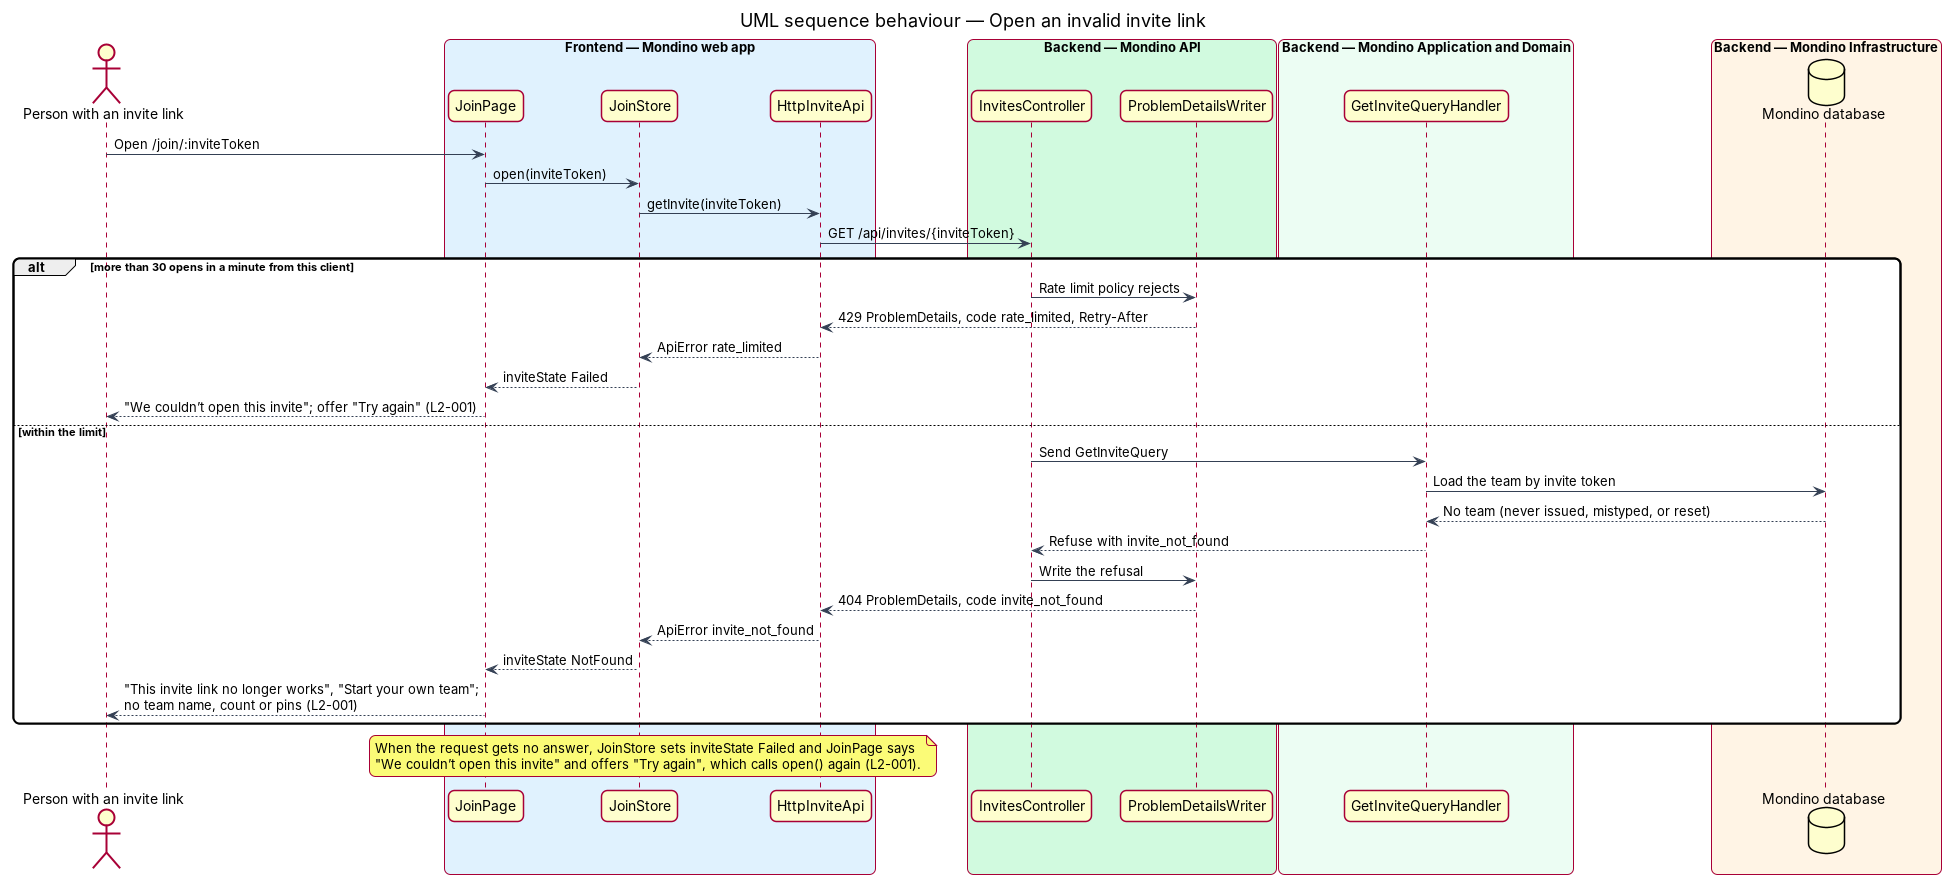 UML sequence behaviour — Open an invalid invite link
Frontend — Mondino web app
Backend — Mondino API
Backend — Mondino Application and Domain
Backend — Mondino Infrastructure
Person with an invite link
JoinPage
JoinStore
HttpInviteApi
InvitesController
ProblemDetailsWriter
GetInviteQueryHandler
Mondino database
Open /join/:inviteToken
open(inviteToken)
getInvite(inviteToken)
GET /api/invites/{inviteToken}
alt
[more than 30 opens in a minute from this client]
Rate limit policy rejects
429 ProblemDetails, code rate_limited, Retry-After
ApiError rate_limited
inviteState Failed
"We couldn't open this invite"; offer "Try again" (L2-001)
[within the limit]
Send GetInviteQuery
Load the team by invite token
No team (never issued, mistyped, or reset)
Refuse with invite_not_found
Write the refusal
404 ProblemDetails, code invite_not_found
ApiError invite_not_found
inviteState NotFound
"This invite link no longer works", "Start your own team";
no team name, count or pins (L2-001)
When the request gets no answer, JoinStore sets inviteState Failed and JoinPage says
"We couldn't open this invite" and offers "Try again", which calls open() again (L2-001).
Person with an invite link
JoinPage
JoinStore
HttpInviteApi
InvitesController
ProblemDetailsWriter
GetInviteQueryHandler
Mondino database